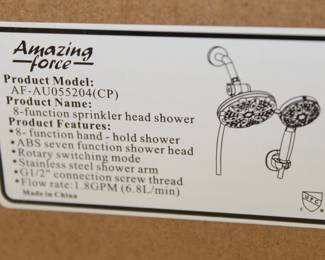 Amazing
force
Product Model:
AF-AU055204(CP)
Product Name:
8-function sprinkler head shower
Product Features:
• 8- function hand - hold shower
• ABS seven function shower head
• Rotary switching mode
• Stainless steel shower arm
• G1/2" connection screw thread
• Flow rate:1.8GPM (6.8L/min)
Made in China